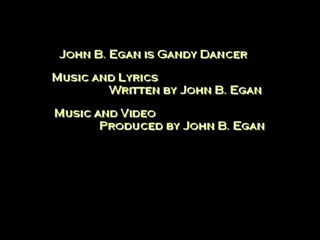 John B. Egan is Gandy Dancer
Music and Lyrics
Written by John B. Egan
Music and Video
Produced by John B. Egan